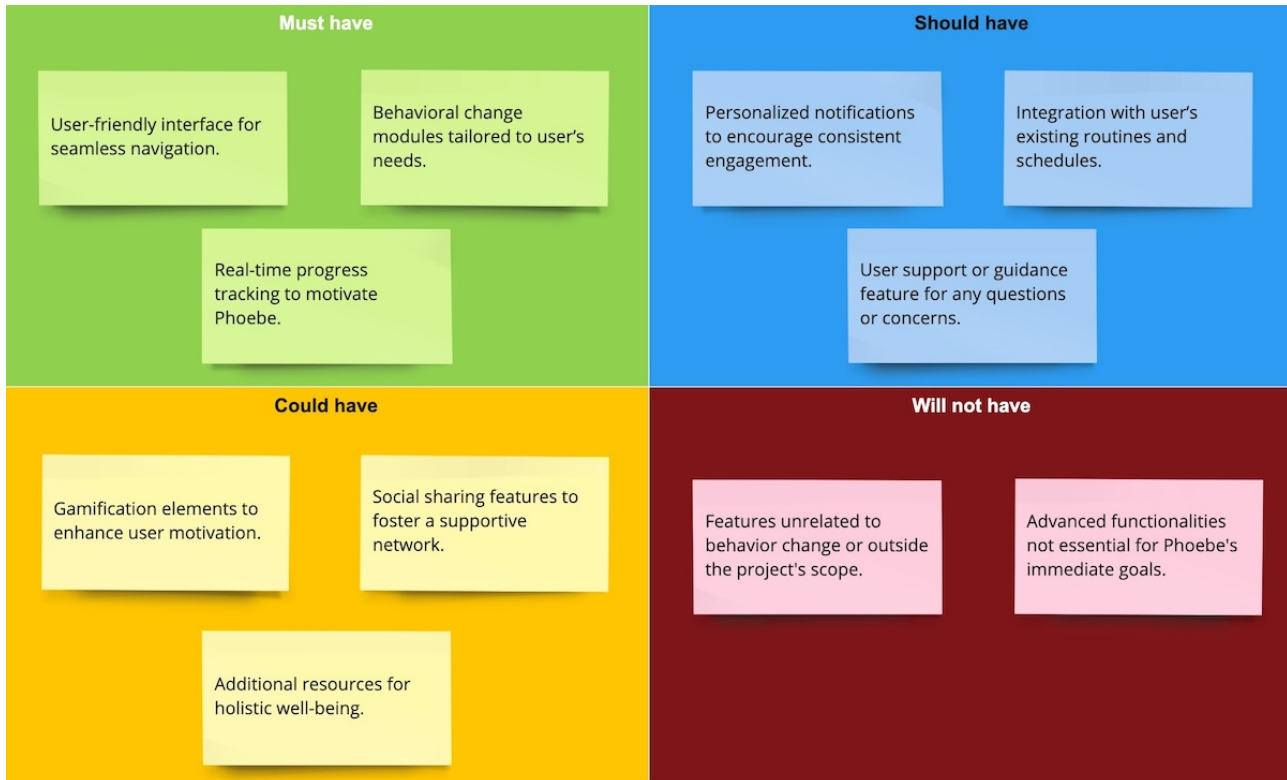 Must have
User-friendly interface for
seamless navigation.
Behavioral change
modules tailored to user’s
needs.
Real-time progress
tracking to motivate
Phoebe.
Should have
Personalized notifications
to encourage consistent
engagement.
Integration with user’s
existing routines and
schedules.
User support or guidance
feature for any questions
or concerns.
Could have
Gamification elements to
enhance user motivation.
Social sharing features to
foster a supportive
network.
Additional resources for
holistic well-being.
Will not have
Features unrelated to
behavior change or outside
the project's scope.
Advanced functionalities
not essential for Phoebe's
immediate goals.